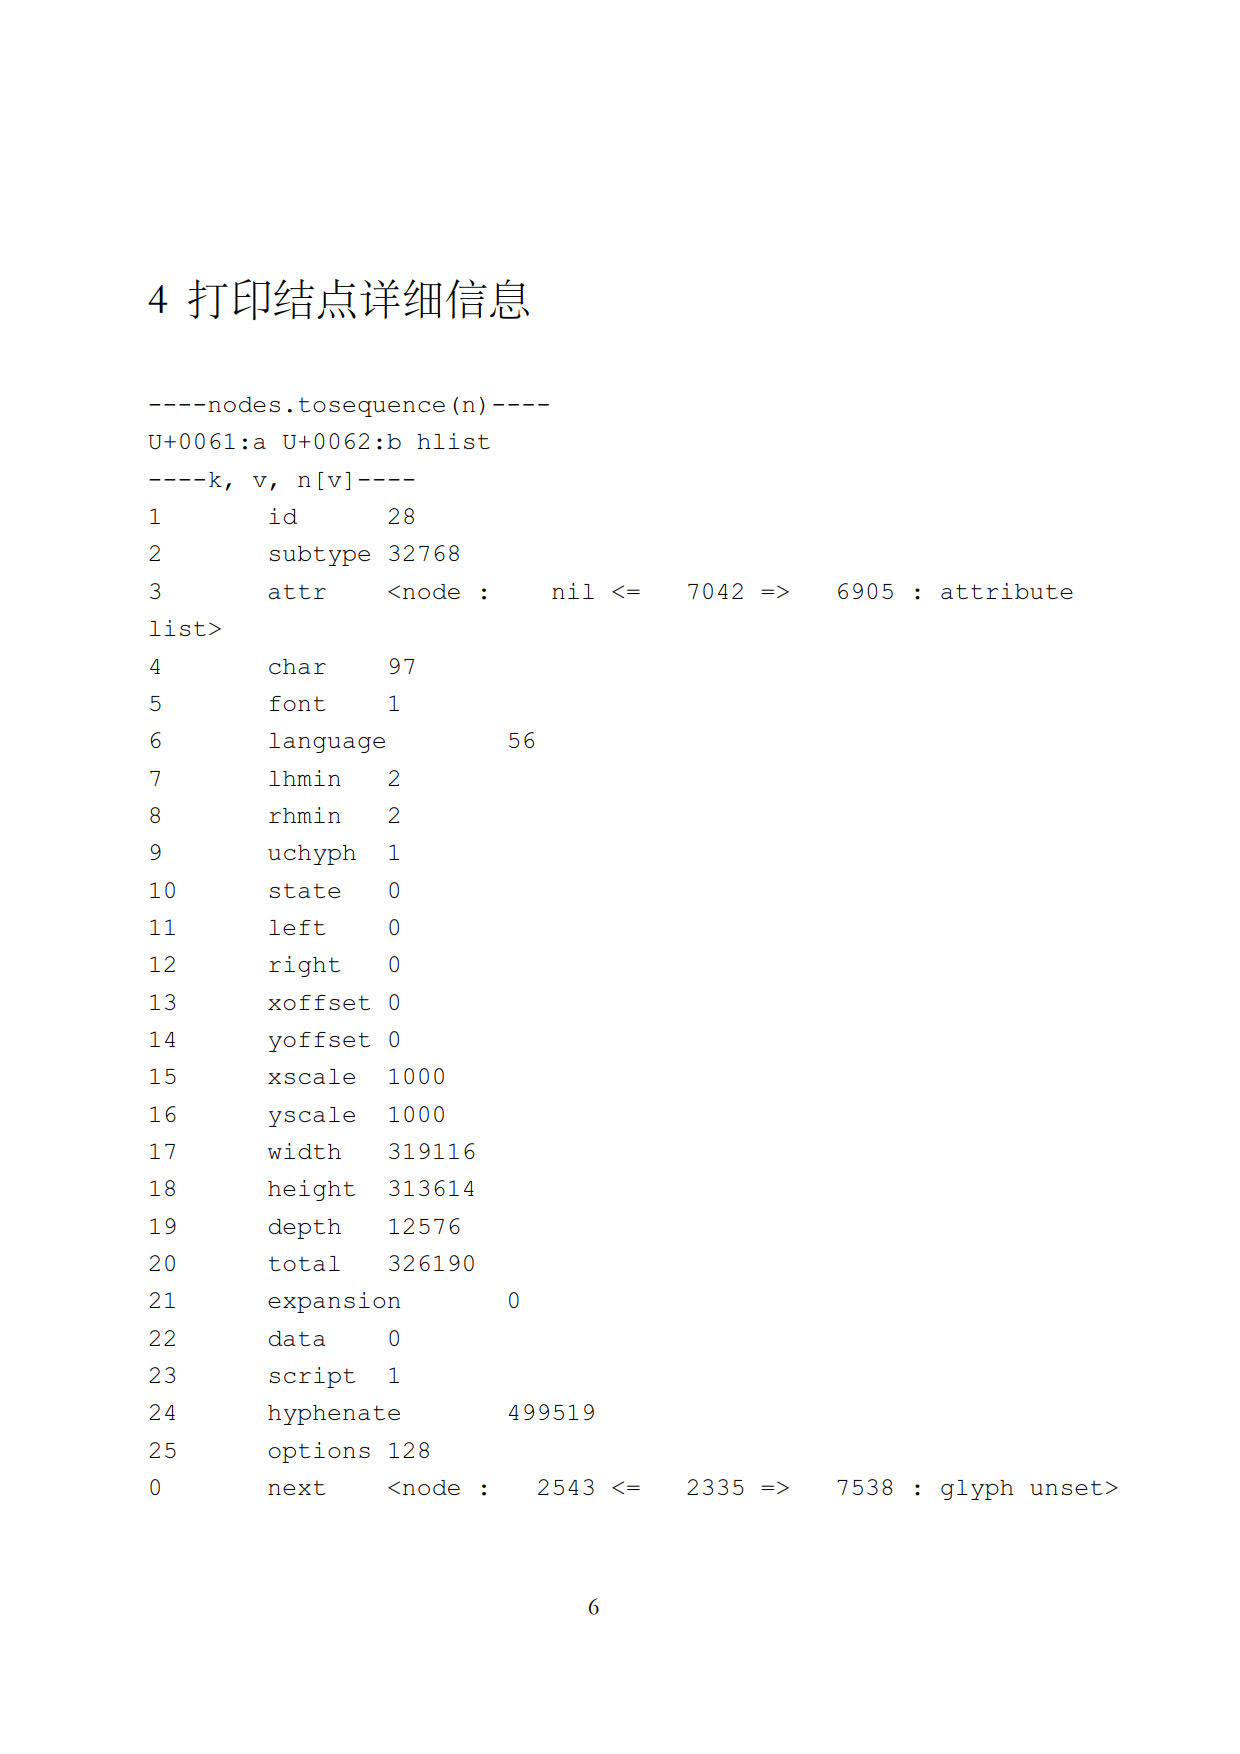 4 打印结点详细信息
----nodes.tosequence(n)----
U+0061:a U+0062:b hlist
----k, v, n[v]----
1       id      28
2       subtype 32768
3       attr    <node :    nil <=   7042 =>   6905 : attribute
list>
4       char    97
5       font    1
6       language        56
7       lhmin   2
8       rhmin   2
9       uchyph  1
10      state   0
11      left    0
12      right   0
13      xoffset 0
14      yoffset 0
15      xscale  1000
16      yscale  1000
17      width   319116
18      height  313614
19      depth   12576
20      total   326190
21      expansion       0
22      data    0
23      script  1
24      hyphenate       499519
25      options 128
0       next    <node :   2543 <=   2335 =>   7538 : glyph unset>
6